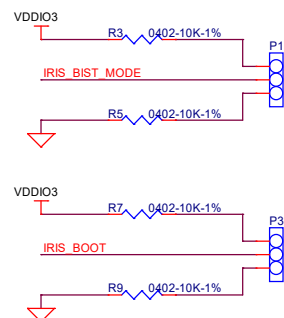 VDDIO3
R3 0402-10K-1%
P1
IRIS_BIST_MODE
R5 0402-10K-1%
VDDIO3
R7 0402-10K-1%
P3
IRIS_BOOT
R9 0402-10K-1%